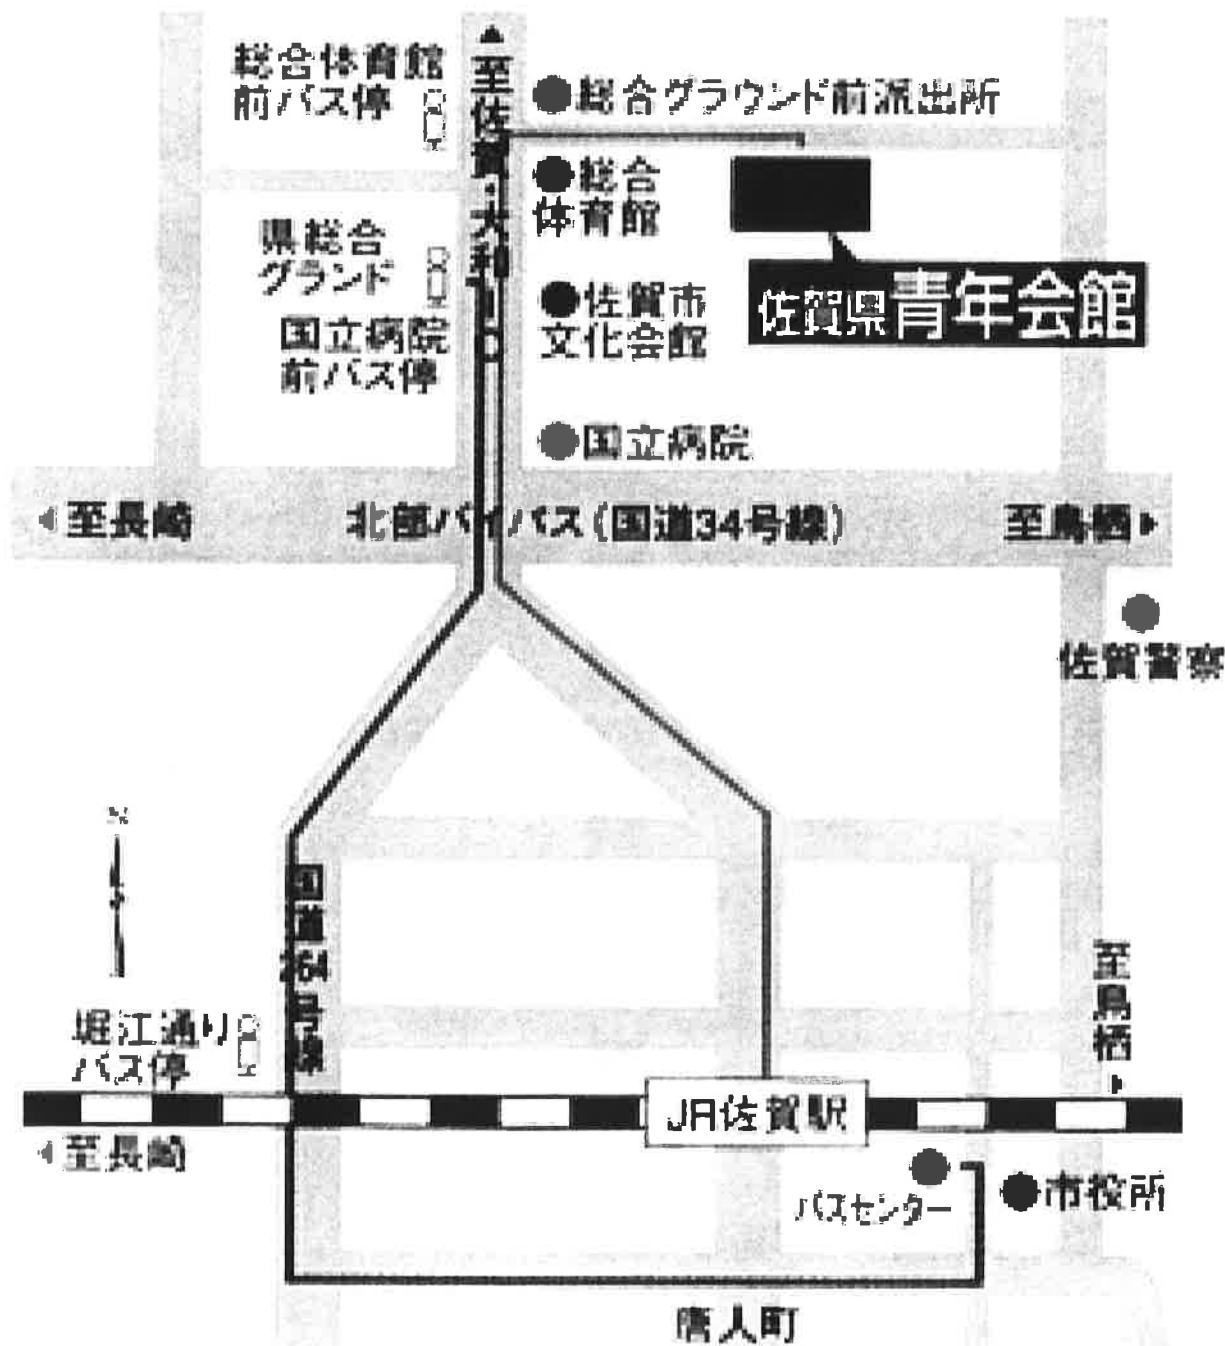 総合体育館
前バス停
至佐賀・大和I・C
総合グラウンド前派出所
総合
体育館
県総合
グランド
国立病院
前バス停
佐賀市
文化会館
佐賀県青年会館
国立病院
至長崎
北部バイパス(国道34号線)
至鳥栖
佐賀警察
国道264号線
至鳥栖
堀江通り
バス停
JR佐賀駅
至長崎
バスセンター
市役所
唐人町